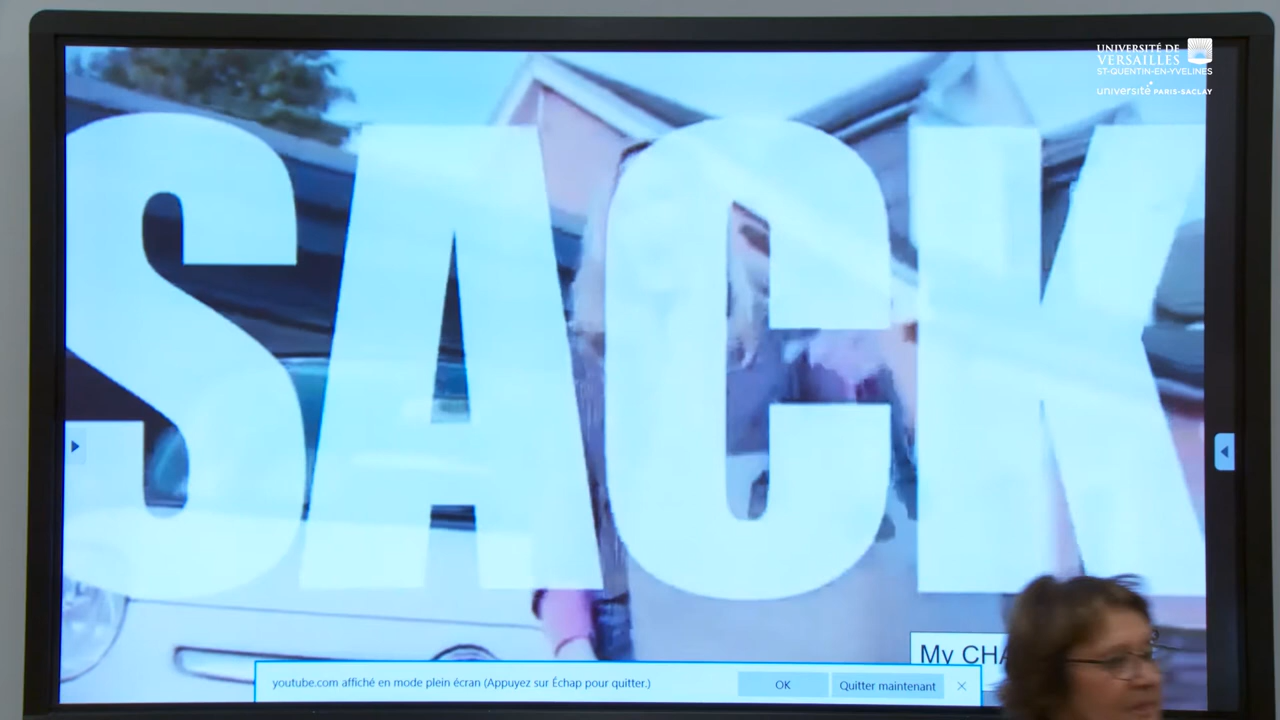 UNIVERSITÉ DE
VERSAILLES
ST-QUENTIN-EN-YVELINES
université PARIS-SACLAY
SACK
My CHA
youtube.com affiché en mode plein écran (Appuyez sur Échap pour quitter.)
OK
Quitter maintenant